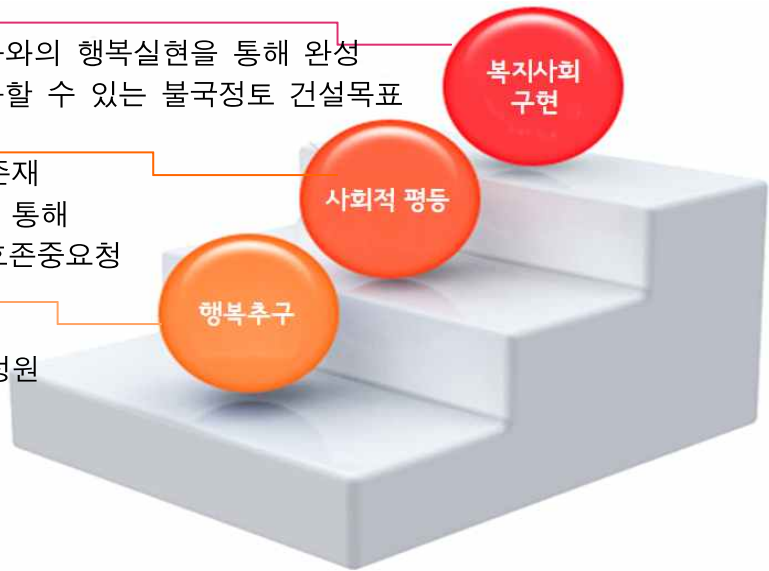 와의 행복실현을 통해 완성
할 수 있는 불국정토 건설목표
복지사회
구현
존재
통해
존중요청
사회적 평등
행복추구
성원